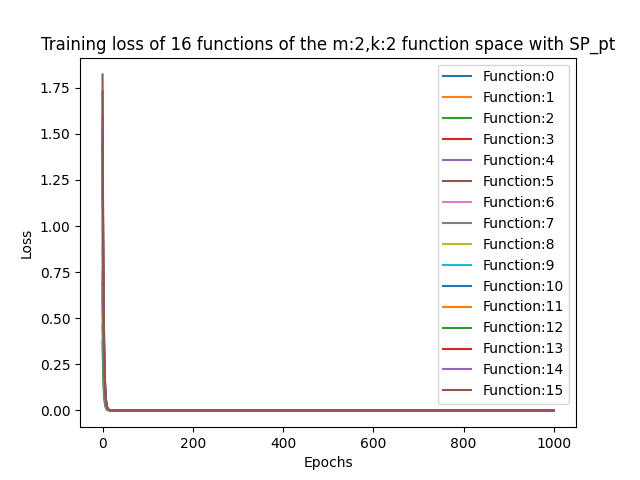 Training loss of 16 functions of the m:2,k:2 function space with SP_pt
1.75
1.50
1.25
1.00
0.75
0.50
0.25
0.00
Loss
0 200 400 600 800 1000
Epochs
Function:0
Function:1
Function:2
Function:3
Function:4
Function:5
Function:6
Function:7
Function:8
Function:9
Function:10
Function:11
Function:12
Function:13
Function:14
Function:15